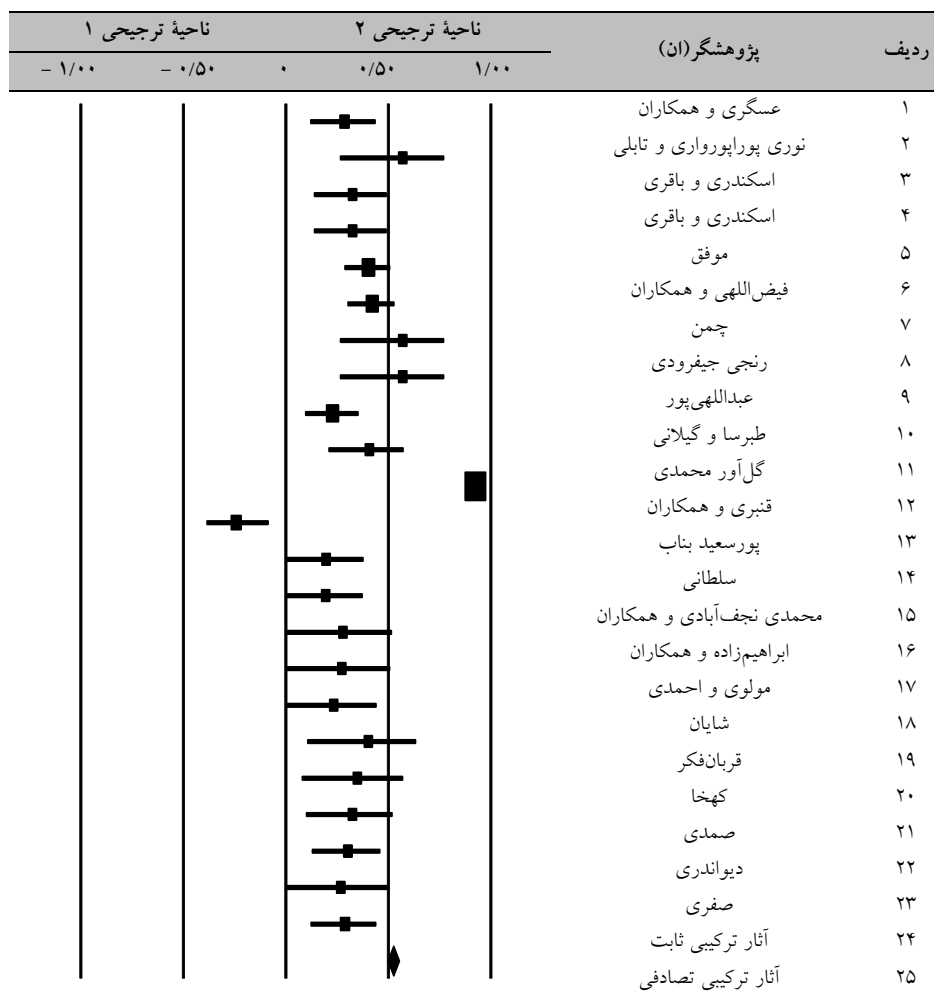 ردیف پژوهشگر(ان) ناحیۀ ترجیحی ۲ ناحیۀ ترجیحی ۱
۱/۰۰ ۰/۵۰ ۰ ۰/۵۰ – ۱/۰۰ –
۱ عسگری و همکاران
۲ نوری پوراپورواری و تابلی
۳ اسکندری و باقری
۴ اسکندری و باقری
۵ موفق
۶ فیض‌اللهی و همکاران
۷ چمن
۸ رنجی جیفرودی
۹ عبداللهی‌پور
۱۰ طبرسا و گیلانی
۱۱ گل‌آور محمدی
۱۲ قنبری و همکاران
۱۳ پورسعید بناب
۱۴ سلطانی
۱۵ محمدی نجف‌آبادی و همکاران
۱۶ ابراهیم‌زاده و همکاران
۱۷ مولوی و احمدی
۱۸ شایان
۱۹ قربان‌فکر
۲۰ کهخا
۲۱ صمدی
۲۲ دیواندری
۲۳ صفری
۲۴ آثار ترکیبی ثابت
۲۵ آثار ترکیبی تصادفی